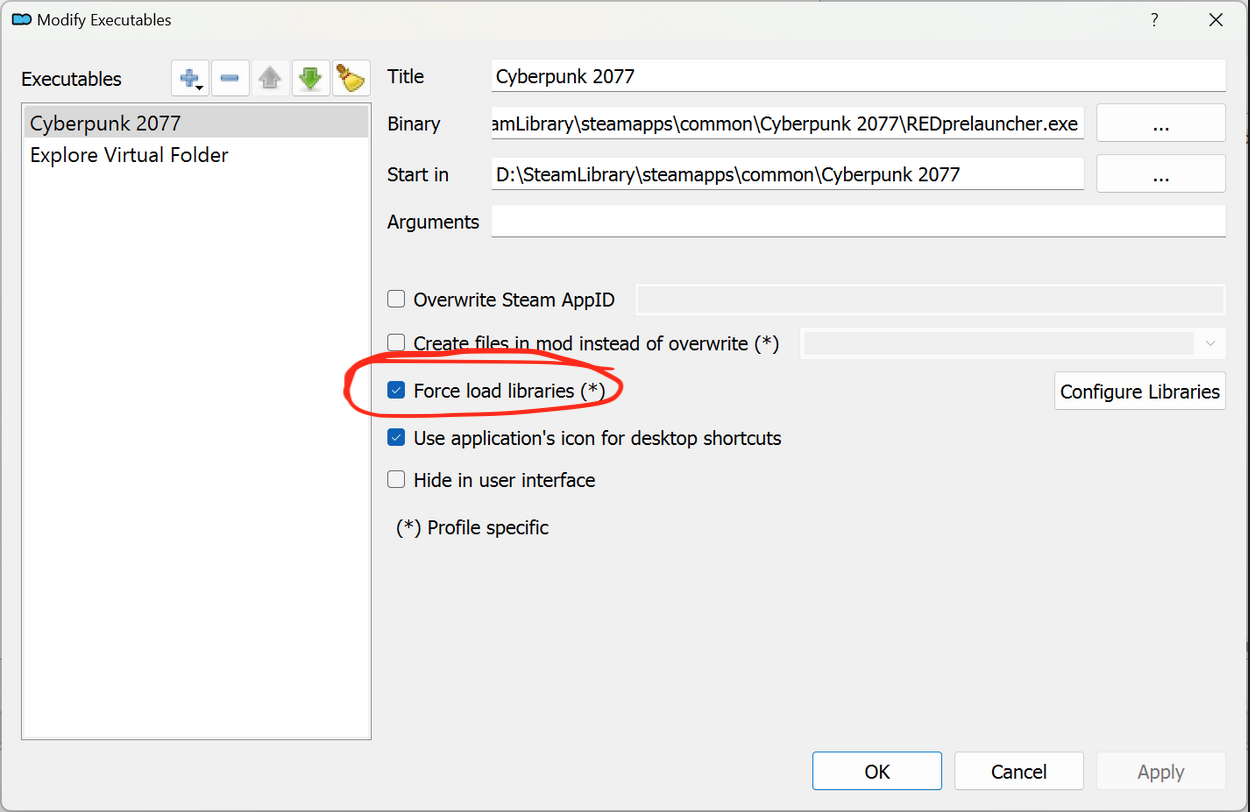 Modify Executables
?
Executables
Cyberpunk 2077
Explore Virtual Folder
Title
Cyberpunk 2077
Binary
amLibrary\steamapps\common\Cyberpunk 2077\REDprelauncher.exe
...
Start in
D:\SteamLibrary\steamapps\common\Cyberpunk 2077
...
Arguments
Overwrite Steam AppID
Create files in mod instead of overwrite (*)
Force load libraries (*)
Configure Libraries
Use application's icon for desktop shortcuts
Hide in user interface
(*) Profile specific
OK
Cancel
Apply